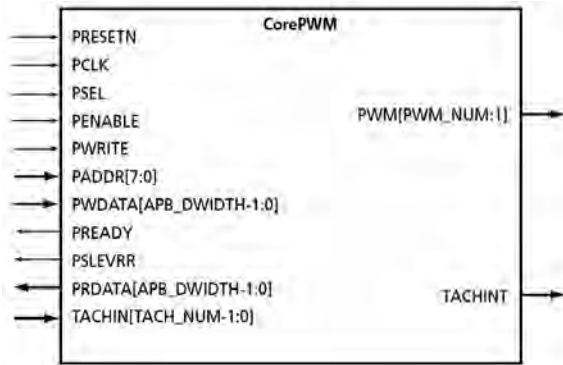 CorePWM
PRESETN
PCLK
PSEL
PENABLE
PWRITE
PADDR[7:0]
PWDATA[APB_DWIDTH-1:0]
PREADY
PSLEVRR
PRDATA[APB_DWIDTH-1:0]
TACHIN[TACH_NUM-1:0]
PWM[PWM_NUM:1]
TACHINT